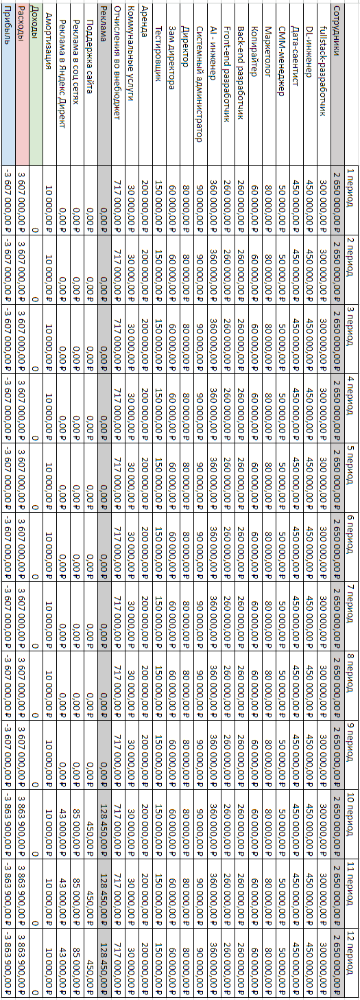 1 период 2 период 3 период 4 период 5 период 6 период 7 период 8 период 9 период 10 период 11 период 12 период
Сотрудники 2 650 000,00 ₽ 2 650 000,00 ₽ 2 650 000,00 ₽ 2 650 000,00 ₽ 2 650 000,00 ₽ 2 650 000,00 ₽ 2 650 000,00 ₽ 2 650 000,00 ₽ 2 650 000,00 ₽ 2 650 000,00 ₽ 2 650 000,00 ₽ 2 650 000,00 ₽
fullstack-разработчик 300 000,00 ₽ 300 000,00 ₽ 300 000,00 ₽ 300 000,00 ₽ 300 000,00 ₽ 300 000,00 ₽ 300 000,00 ₽ 300 000,00 ₽ 300 000,00 ₽ 300 000,00 ₽ 300 000,00 ₽ 300 000,00 ₽
DL-инженер 450 000,00 ₽ 450 000,00 ₽ 450 000,00 ₽ 450 000,00 ₽ 450 000,00 ₽ 450 000,00 ₽ 450 000,00 ₽ 450 000,00 ₽ 450 000,00 ₽ 450 000,00 ₽ 450 000,00 ₽ 450 000,00 ₽
Дата-саентист 450 000,00 ₽ 450 000,00 ₽ 450 000,00 ₽ 450 000,00 ₽ 450 000,00 ₽ 450 000,00 ₽ 450 000,00 ₽ 450 000,00 ₽ 450 000,00 ₽ 450 000,00 ₽ 450 000,00 ₽ 450 000,00 ₽
СММ-менеджер 50 000,00 ₽ 50 000,00 ₽ 50 000,00 ₽ 50 000,00 ₽ 50 000,00 ₽ 50 000,00 ₽ 50 000,00 ₽ 50 000,00 ₽ 50 000,00 ₽ 50 000,00 ₽ 50 000,00 ₽ 50 000,00 ₽
Маркетолог 80 000,00 ₽ 80 000,00 ₽ 80 000,00 ₽ 80 000,00 ₽ 80 000,00 ₽ 80 000,00 ₽ 80 000,00 ₽ 80 000,00 ₽ 80 000,00 ₽ 80 000,00 ₽ 80 000,00 ₽ 80 000,00 ₽
Копирайтер 60 000,00 ₽ 60 000,00 ₽ 60 000,00 ₽ 60 000,00 ₽ 60 000,00 ₽ 60 000,00 ₽ 60 000,00 ₽ 60 000,00 ₽ 60 000,00 ₽ 60 000,00 ₽ 60 000,00 ₽ 60 000,00 ₽
Back-end разработчик 260 000,00 ₽ 260 000,00 ₽ 260 000,00 ₽ 260 000,00 ₽ 260 000,00 ₽ 260 000,00 ₽ 260 000,00 ₽ 260 000,00 ₽ 260 000,00 ₽ 260 000,00 ₽ 260 000,00 ₽ 260 000,00 ₽
Front-end разработчик 260 000,00 ₽ 260 000,00 ₽ 260 000,00 ₽ 260 000,00 ₽ 260 000,00 ₽ 260 000,00 ₽ 260 000,00 ₽ 260 000,00 ₽ 260 000,00 ₽ 260 000,00 ₽ 260 000,00 ₽ 260 000,00 ₽
AI - инженер 360 000,00 ₽ 360 000,00 ₽ 360 000,00 ₽ 360 000,00 ₽ 360 000,00 ₽ 360 000,00 ₽ 360 000,00 ₽ 360 000,00 ₽ 360 000,00 ₽ 360 000,00 ₽ 360 000,00 ₽ 360 000,00 ₽
Системный администратор 90 000,00 ₽ 90 000,00 ₽ 90 000,00 ₽ 90 000,00 ₽ 90 000,00 ₽ 90 000,00 ₽ 90 000,00 ₽ 90 000,00 ₽ 90 000,00 ₽ 90 000,00 ₽ 90 000,00 ₽ 90 000,00 ₽
Директор 80 000,00 ₽ 80 000,00 ₽ 80 000,00 ₽ 80 000,00 ₽ 80 000,00 ₽ 80 000,00 ₽ 80 000,00 ₽ 80 000,00 ₽ 80 000,00 ₽ 80 000,00 ₽ 80 000,00 ₽ 80 000,00 ₽
Зам директора 60 000,00 ₽ 60 000,00 ₽ 60 000,00 ₽ 60 000,00 ₽ 60 000,00 ₽ 60 000,00 ₽ 60 000,00 ₽ 60 000,00 ₽ 60 000,00 ₽ 60 000,00 ₽ 60 000,00 ₽ 60 000,00 ₽
Тестировщик 150 000,00 ₽ 150 000,00 ₽ 150 000,00 ₽ 150 000,00 ₽ 150 000,00 ₽ 150 000,00 ₽ 150 000,00 ₽ 150 000,00 ₽ 150 000,00 ₽ 150 000,00 ₽ 150 000,00 ₽ 150 000,00 ₽
Аренда 200 000,00 ₽ 200 000,00 ₽ 200 000,00 ₽ 200 000,00 ₽ 200 000,00 ₽ 200 000,00 ₽ 200 000,00 ₽ 200 000,00 ₽ 200 000,00 ₽ 200 000,00 ₽ 200 000,00 ₽ 200 000,00 ₽
Коммунальные услуги 30 000,00 ₽ 30 000,00 ₽ 30 000,00 ₽ 30 000,00 ₽ 30 000,00 ₽ 30 000,00 ₽ 30 000,00 ₽ 30 000,00 ₽ 30 000,00 ₽ 30 000,00 ₽ 30 000,00 ₽ 30 000,00 ₽
Отчисления во внебюджет 717 000,00 ₽ 717 000,00 ₽ 717 000,00 ₽ 717 000,00 ₽ 717 000,00 ₽ 717 000,00 ₽ 717 000,00 ₽ 717 000,00 ₽ 717 000,00 ₽ 717 000,00 ₽ 717 000,00 ₽ 717 000,00 ₽
Реклама 0,00 ₽ 0,00 ₽ 0,00 ₽ 0,00 ₽ 0,00 ₽ 0,00 ₽ 0,00 ₽ 0,00 ₽ 0,00 ₽ 128 450,00 ₽ 128 450,00 ₽ 128 450,00 ₽
Поддержка сайта 0,00 ₽ 0,00 ₽ 0,00 ₽ 0,00 ₽ 0,00 ₽ 0,00 ₽ 0,00 ₽ 0,00 ₽ 0,00 ₽ 450,00 ₽ 450,00 ₽ 450,00 ₽
Реклама в соц сетях 0,00 ₽ 0,00 ₽ 0,00 ₽ 0,00 ₽ 0,00 ₽ 0,00 ₽ 0,00 ₽ 0,00 ₽ 0,00 ₽ 85 000,00 ₽ 85 000,00 ₽ 85 000,00 ₽
Реклама в Яндекс Директ 0,00 ₽ 0,00 ₽ 0,00 ₽ 0,00 ₽ 0,00 ₽ 0,00 ₽ 0,00 ₽ 0,00 ₽ 0,00 ₽ 43 000,00 ₽ 43 000,00 ₽ 43 000,00 ₽
Амортизация 10 000,00 ₽ 10 000,00 ₽ 10 000,00 ₽ 10 000,00 ₽ 10 000,00 ₽ 10 000,00 ₽ 10 000,00 ₽ 10 000,00 ₽ 10 000,00 ₽ 10 000,00 ₽ 10 000,00 ₽ 10 000,00 ₽
Доходы 0 0 0 0 0 0 0 0 0 0 0 0
Расходы 3 607 000,00 ₽ 3 607 000,00 ₽ 3 607 000,00 ₽ 3 607 000,00 ₽ 3 607 000,00 ₽ 3 607 000,00 ₽ 3 607 000,00 ₽ 3 607 000,00 ₽ 3 607 000,00 ₽ 3 863 900,00 ₽ 3 863 900,00 ₽ 3 863 900,00 ₽
Прибыль -3 607 000,00 ₽ -3 607 000,00 ₽ -3 607 000,00 ₽ -3 607 000,00 ₽ -3 607 000,00 ₽ -3 607 000,00 ₽ -3 607 000,00 ₽ -3 607 000,00 ₽ -3 607 000,00 ₽ -3 863 900,00 ₽ -3 863 900,00 ₽ -3 863 900,00 ₽